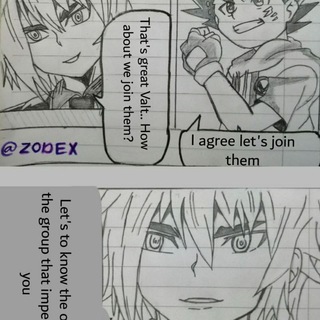 That's great Valt.. How
about we join them?
I agree let's join
them
@ZODEX
Let's to know the
the group that
you